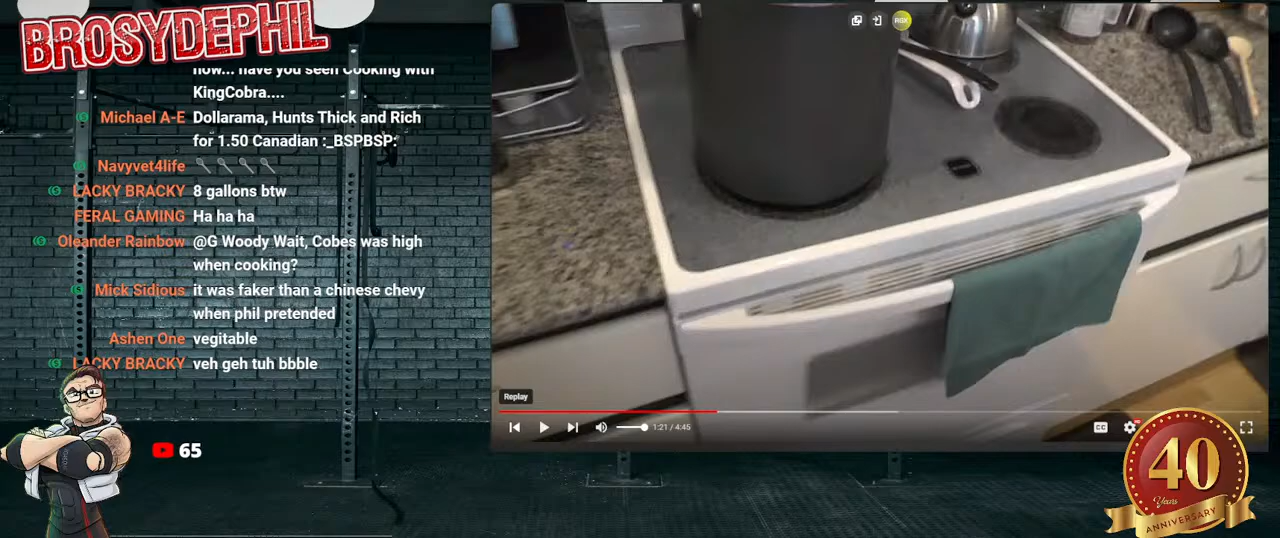 BROSYDEPHIL
now... have you seen Cooking with
KingCobra....
Michael A-E Dollarama, Hunts Thick and Rich
for 1.50 Canadian :_BSPBSP:
Navyvet4life
LACKY BRACKY 8 gallons btw
FERAL GAMING Ha ha ha
Oleander Rainbow @G Woody Wait, Cobes was high
when cooking?
Mick Sidious it was faker than a chinese chevy
when phil pretended
Ashen One vegitable
LACKY BRACKY veh geh tuh bbble
65
RGX
Replay
1:21 / 4:45
CC
40
Years
ANNIVERSARY